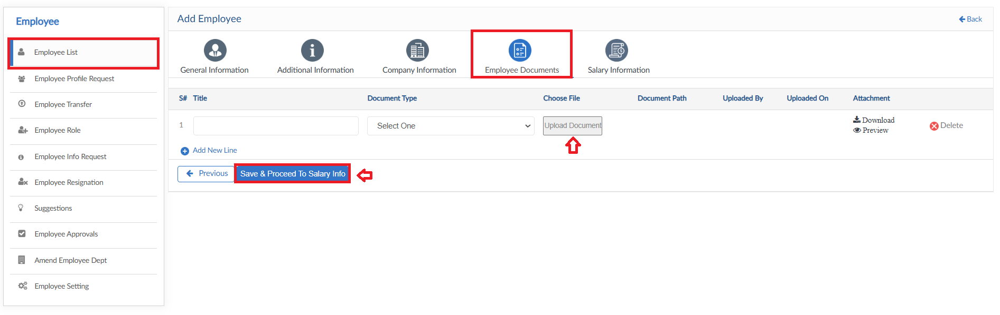 Employee
Employee List
Employee Profile Request
Employee Transfer
Employee Role
Employee Info Request
Employee Resignation
Suggestions
Employee Approvals
Amend Employee Dept
Employee Setting
Add Employee
Back
General Information
Additional Information
Company Information
Employee Documents
Salary Information
S# Title Document Type Choose File Document Path Uploaded By Uploaded On Attachment
1 Select One Upload Document Download
Preview
Delete
Add New Line
Previous Save & Proceed To Salary Info